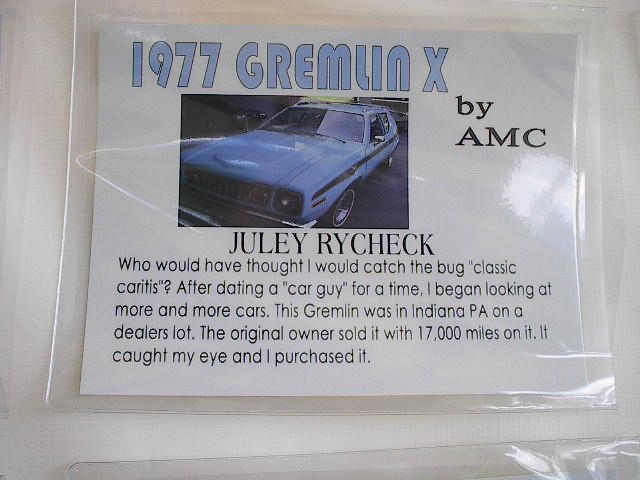 1977 GREMLIN X
by
AMC
JULEY RYCHECK
Who would have thought I would catch the bug "classic
caritis"? After dating a "car guy" for a time, I began looking at
more and more cars. This Gremlin was in Indiana PA on a
dealers lot. The original owner sold it with 17,000 miles on it. It
caught my eye and I purchased it.